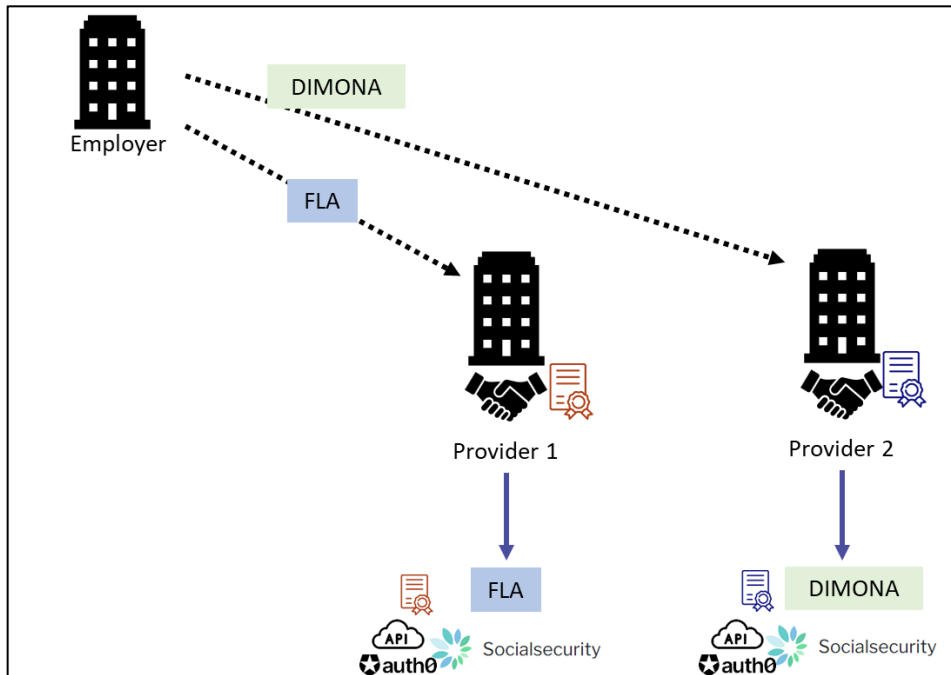 DIMONA
Employer
FLA
Provider 1
Provider 2
FLA
DIMONA
API
auth0
Socialsecurity
API
auth0
Socialsecurity